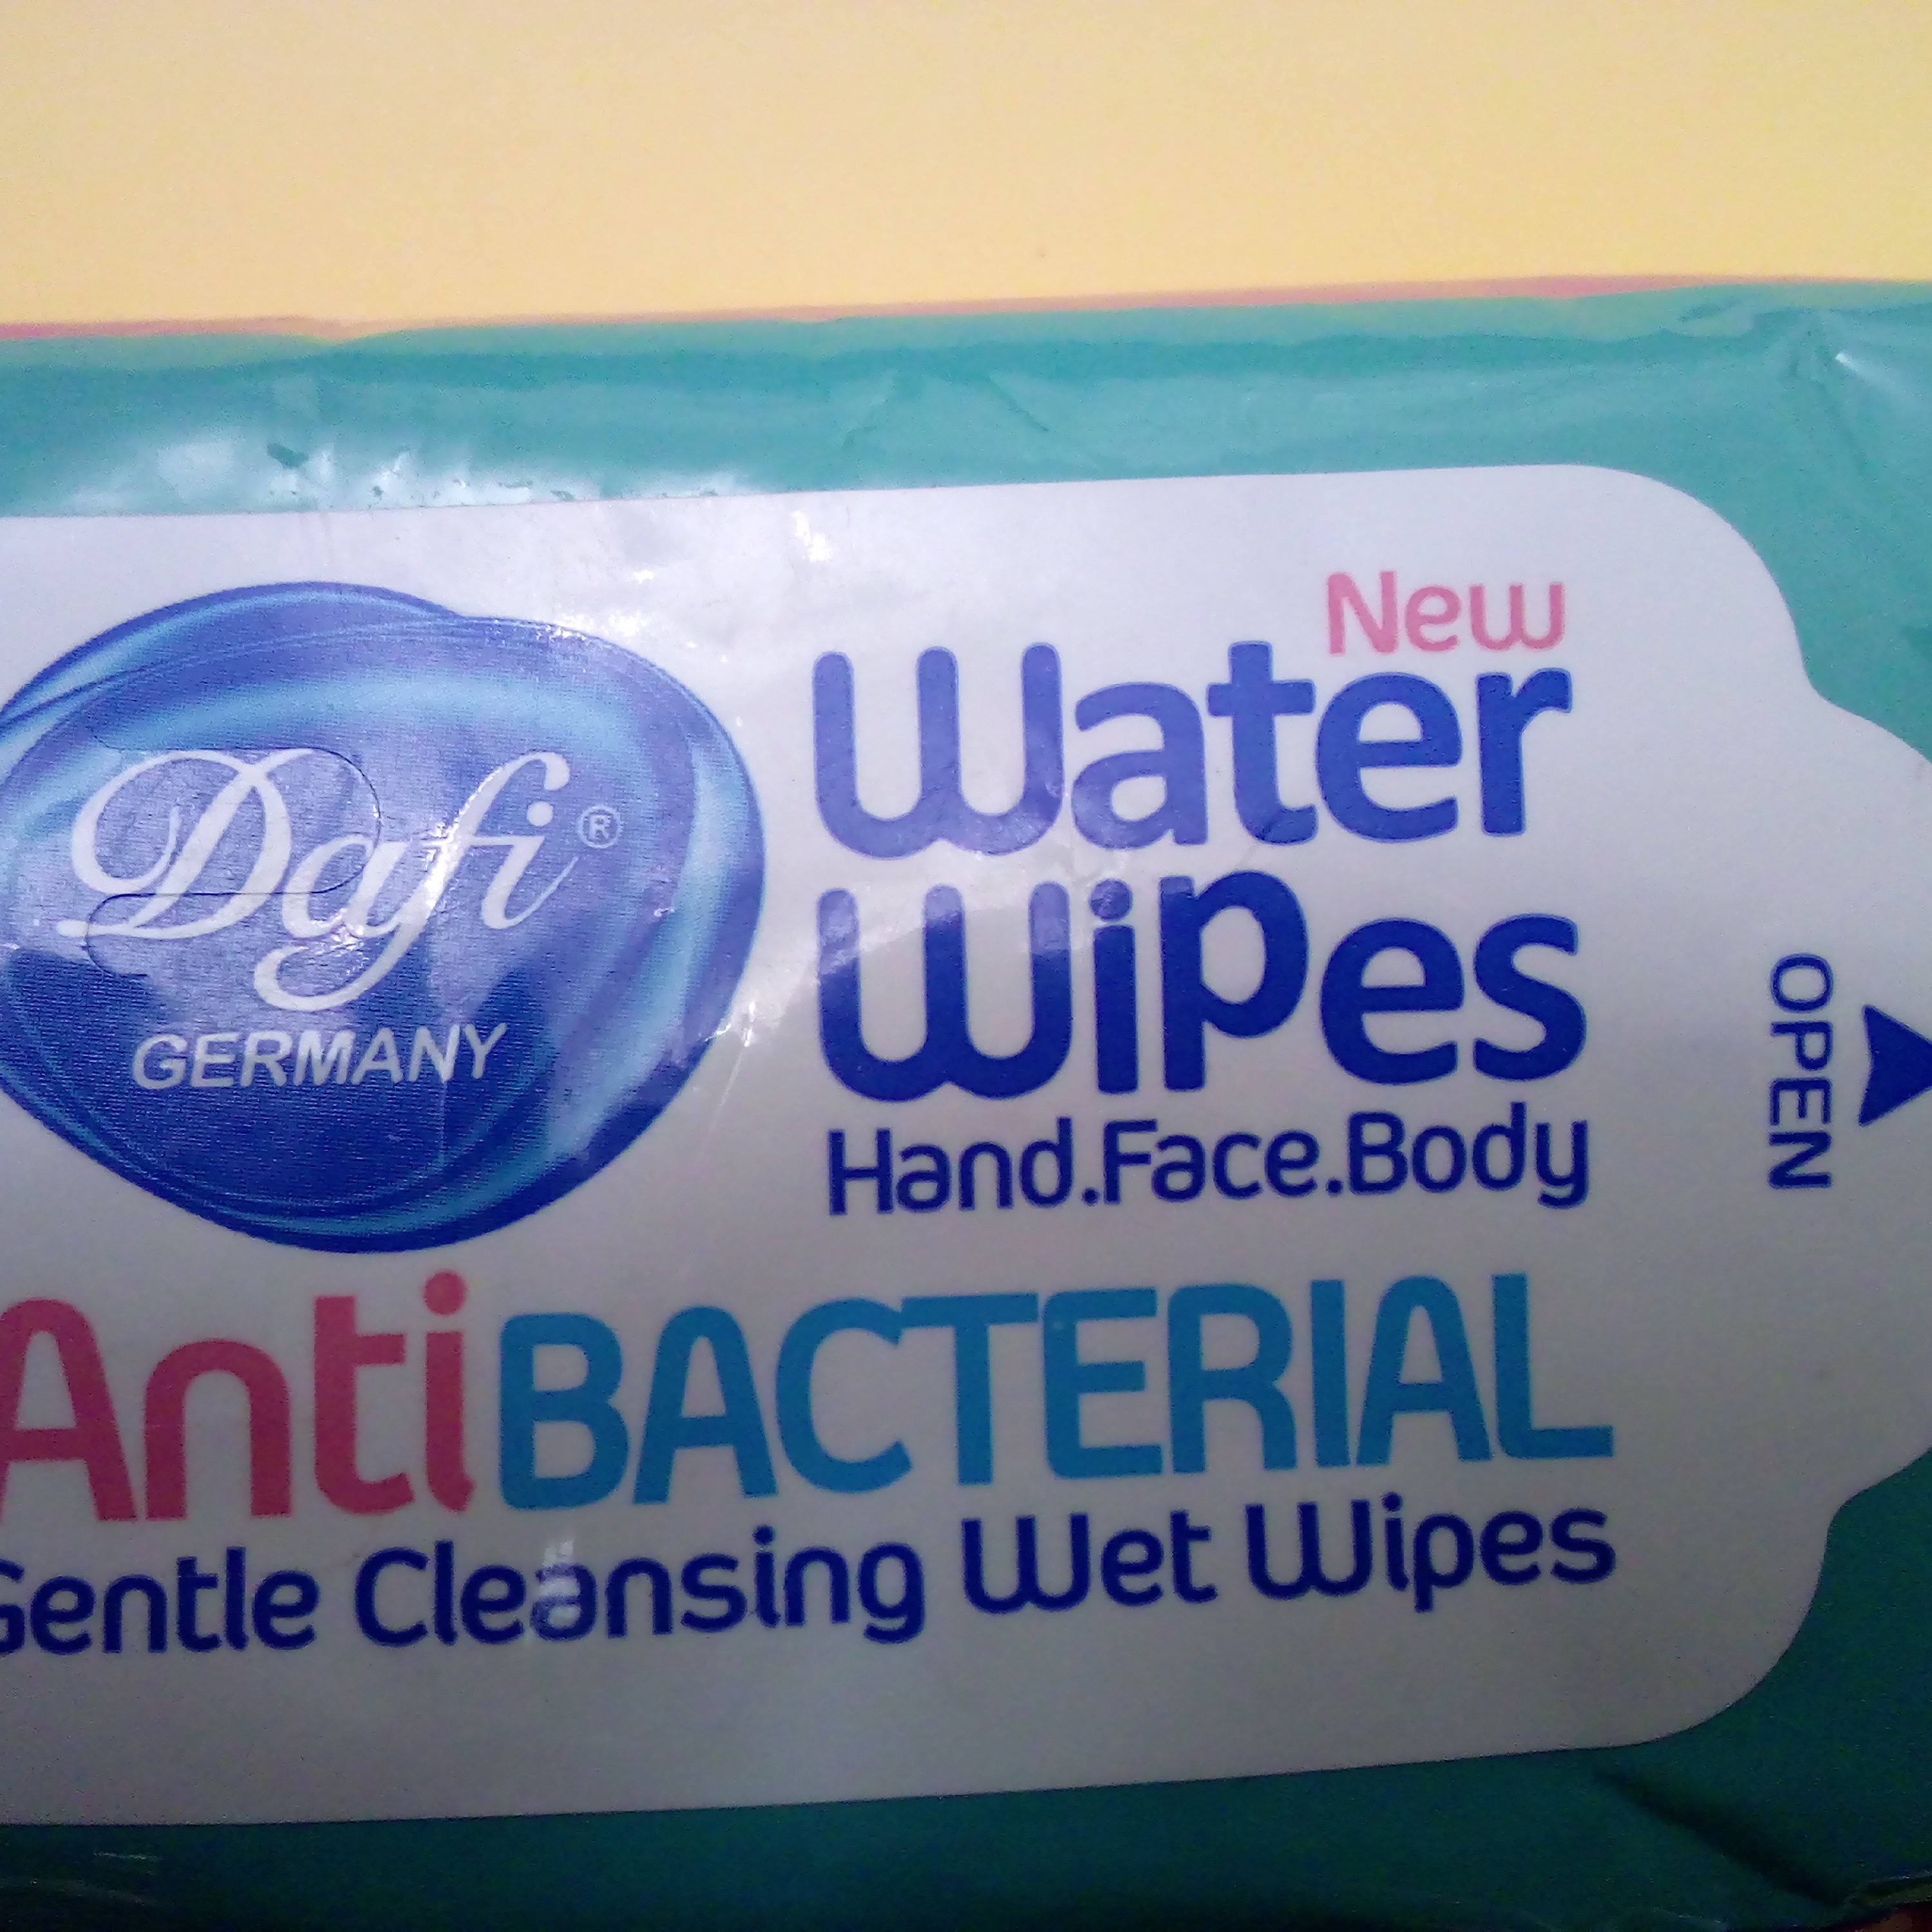 Dafi®
GERMANY
New
Water
Wipes
Hand.Face.Body
AntiBACTERIAL
Gentle Cleansing Wet Wipes
OPEN